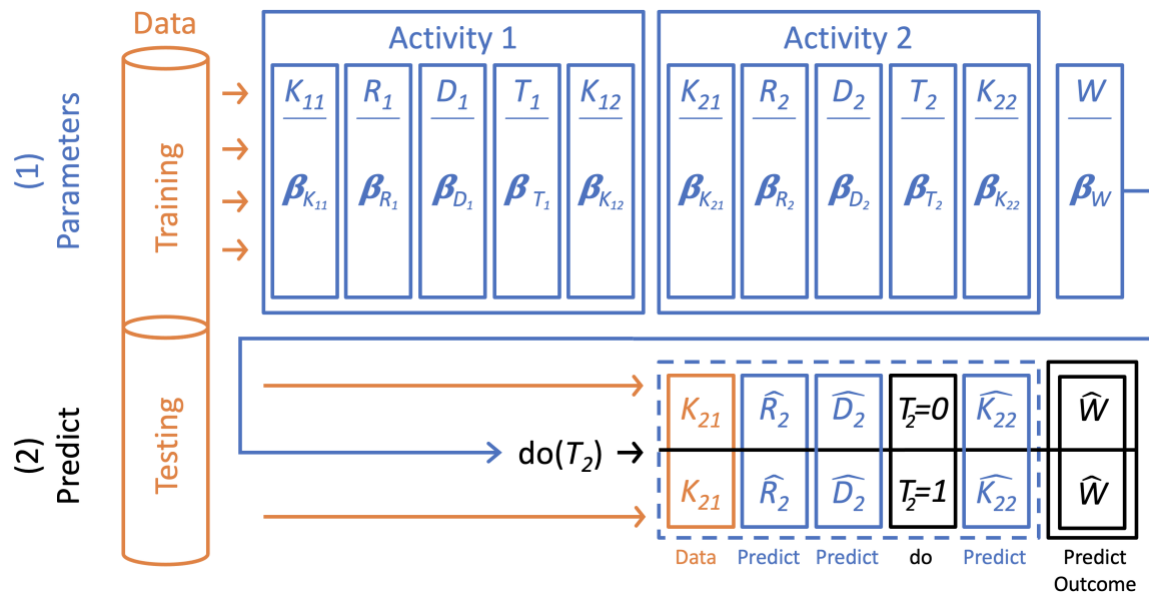 Data
Activity 1
Activity 2
(1)
Parameters
Training
K11 R1 D1 T1 K12
K21 R2 D2 T2 K22
W
βK11 βR1 βD1 βT1 βK12
βK21 βR2 βD2 βT2 βK22
βW
(2)
Predict
Testing
do(T2)
K21 R̂2 D̂2 T2=0 K̂22 Ŵ
K21 R̂2 D̂2 T2=1 K̂22 Ŵ
Data Predict Predict do Predict Predict
Outcome